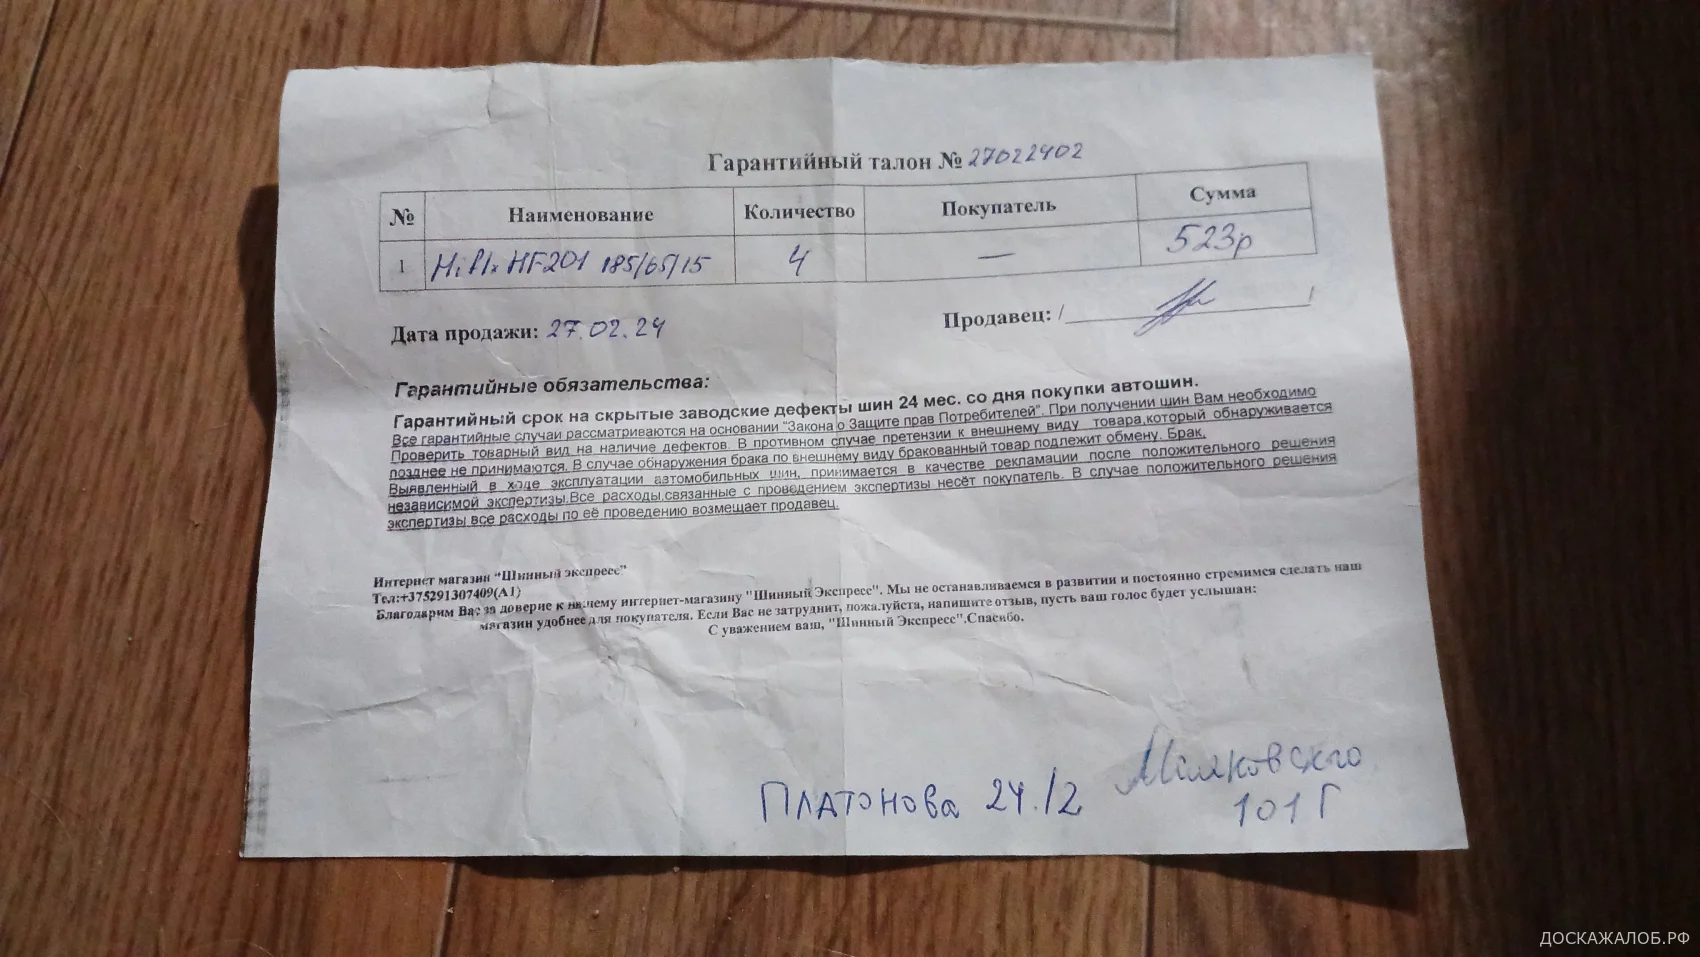 Гарантийный талон № 27022402
№ Наименование Количество Покупатель Сумма
1 Hiflx HF201 185/65/15 4 — 523р
Дата продажи: 27.02.24 Продавец: / /
Гарантийные обязательства:
Гарантийный срок на скрытые заводские дефекты шин 24 мес. со дня покупки автошин.
Все гарантийные случаи рассматриваются на основании "Закона о Защите прав Потребителей". При получении шин Вам необходимо
Проверить товарный вид на наличие дефектов. В противном случае претензии к внешнему виду товара,который обнаруживается
позднее не принимаются. В случае обнаружения брака по внешнему виду бракованный товар подлежит обмену. Брак,
Выявленный в ходе эксплуатации автомобильных шин, принимается в качестве рекламации после положительного решения
независимой экспертизы.Все расходы,связанные с проведением экспертизы несёт покупатель. В случае положительного решения
экспертизы все расходы по её проведению возмещает продавец.
Интернет магазин "Шинный экспресс"
Тел:+375291307409(A1)
Благодарим Вас за доверие к нашему интернет-магазину "Шинный Экспресс". Мы не останавливаемся в развитии и постоянно стремимся сделать наш
магазин удобнее для покупателя. Если Вас не затруднит, пожалуйста, напишите отзыв, пусть ваш голос будет услышан:
С уважением ваш, "Шинный Экспресс".Спасибо.
Платонова 24./2
101 Г
ДОСКАЖАЛОБ.РФ